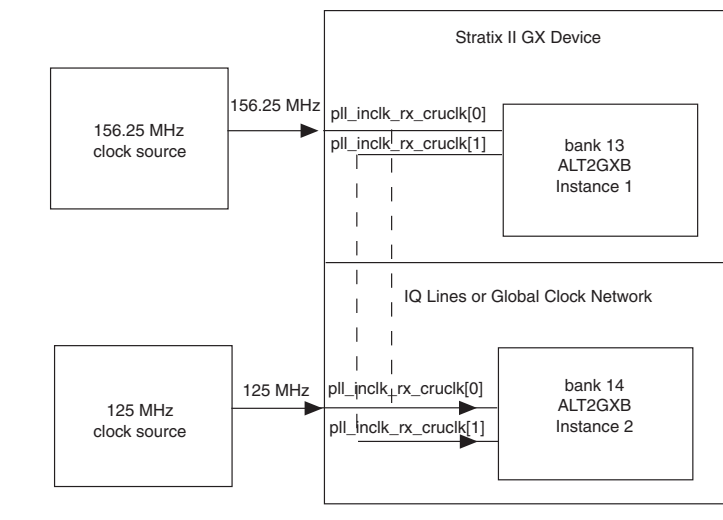 Stratix II GX Device
156.25 MHz
clock source
156.25 MHz
pll_inclk_rx_cruclk[0]
pll_inclk_rx_cruclk[1]
bank 13
ALT2GXB
Instance 1
IQ Lines or Global Clock Network
125 MHz
clock source
125 MHz
pll_inclk_rx_cruclk[0]
pll_inclk_rx_cruclk[1]
bank 14
ALT2GXB
Instance 2